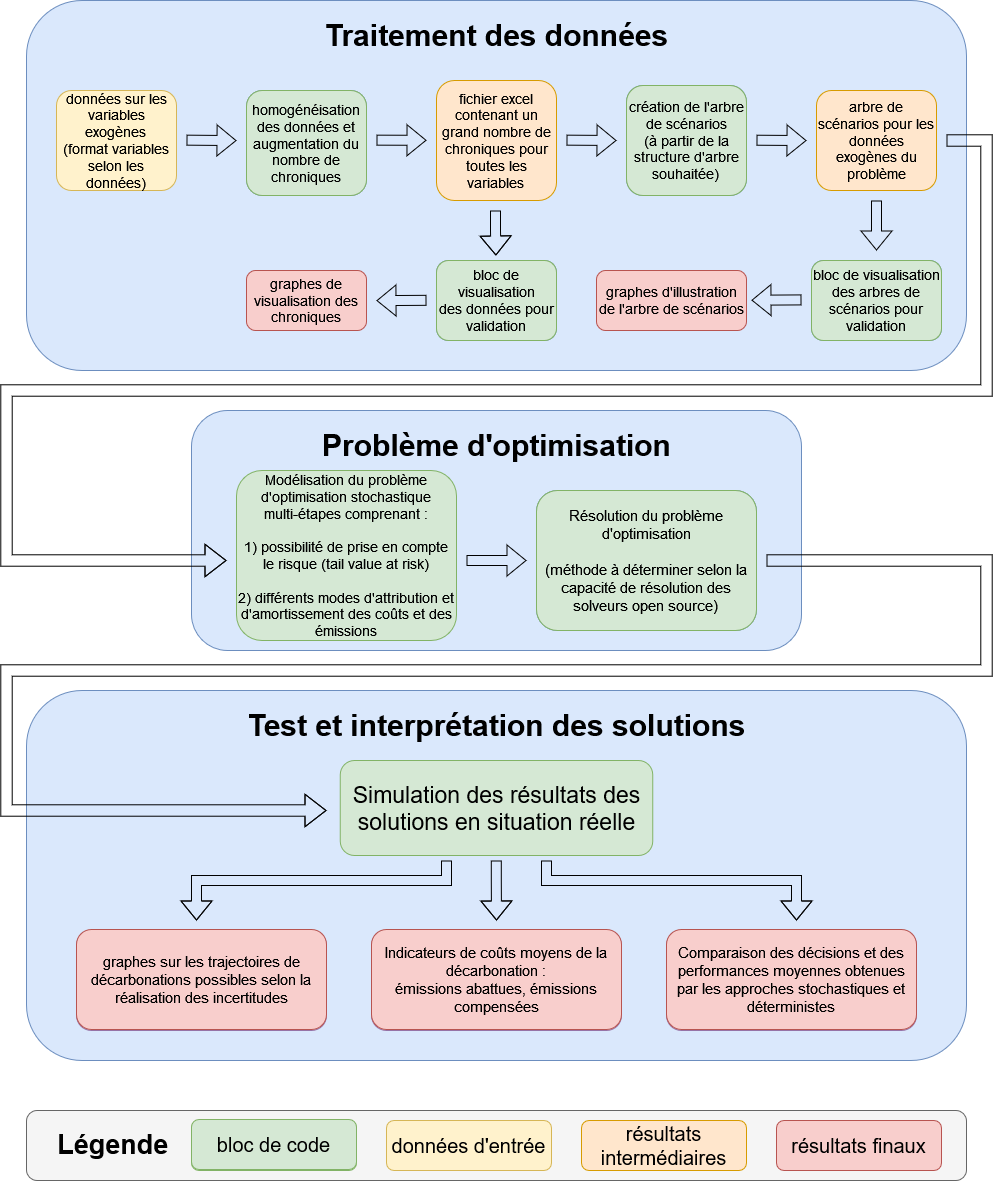 Traitement des données
données sur les
variables
exogènes
(format variables
selon les
données)
homogénéisation
des données et
augmentation du
nombre de
chroniques
fichier excel
contenant un
grand nombre de
chroniques pour
toutes les
variables
création de l'arbre
de scénarios
(à partir de la
structure d'arbre
souhaitée)
arbre de
scénarios pour les
données
exogènes du
problème
graphes de
visualisation des
chroniques
bloc de
visualisation
des données pour
validation
graphes d'illustration
de l'arbre de scénarios
bloc de visualisation
des arbres de
scénarios pour
validation
Problème d'optimisation
Modélisation du problème
d'optimisation stochastique
multi-étapes comprenant :
1) possibilité de prise en compte
le risque (tail value at risk)
2) différents modes d'attribution et
d'amortissement des coûts et des
émissions
Résolution du problème
d'optimisation
(méthode à déterminer selon la
capacité de résolution des
solveurs open source)
Test et interprétation des solutions
Simulation des résultats des
solutions en situation réelle
graphes sur les trajectoires de
décarbonations possibles selon la
réalisation des incertitudes
Indicateurs de coûts moyens de la
décarbonation :
émissions abattues, émissions
compensées
Comparaison des décisions et des
performances moyennes obtenues
par les approches stochastiques et
déterministes
Légende
bloc de code
données d'entrée
résultats
intermédiaires
résultats finaux